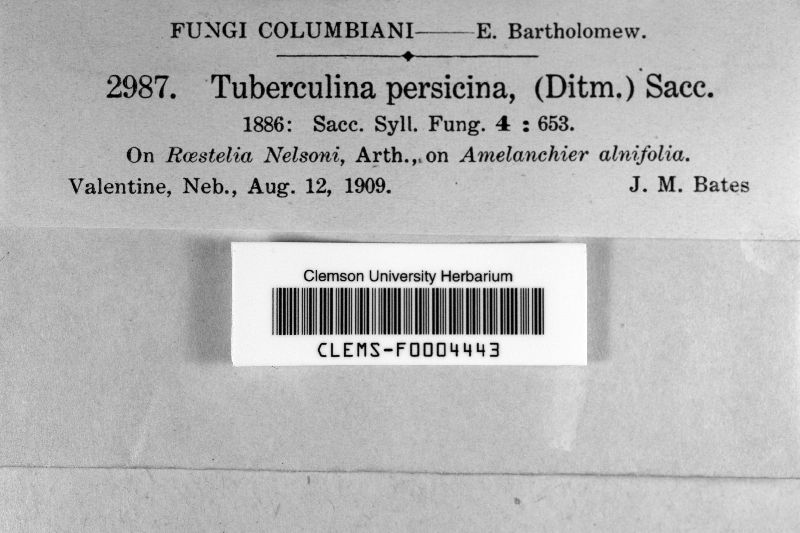 FUNGI COLUMBIANI——E. Bartholomew.
2987. Tuberculina persicina, (Ditm.) Sacc.
1886: Sacc. Syll. Fung. 4 : 653.
On Rœstelia Nelsoni, Arth., on Amelanchier alnifolia.
Valentine, Neb., Aug. 12, 1909. J. M. Bates
Clemson University Herbarium
CLEMS-F0004443